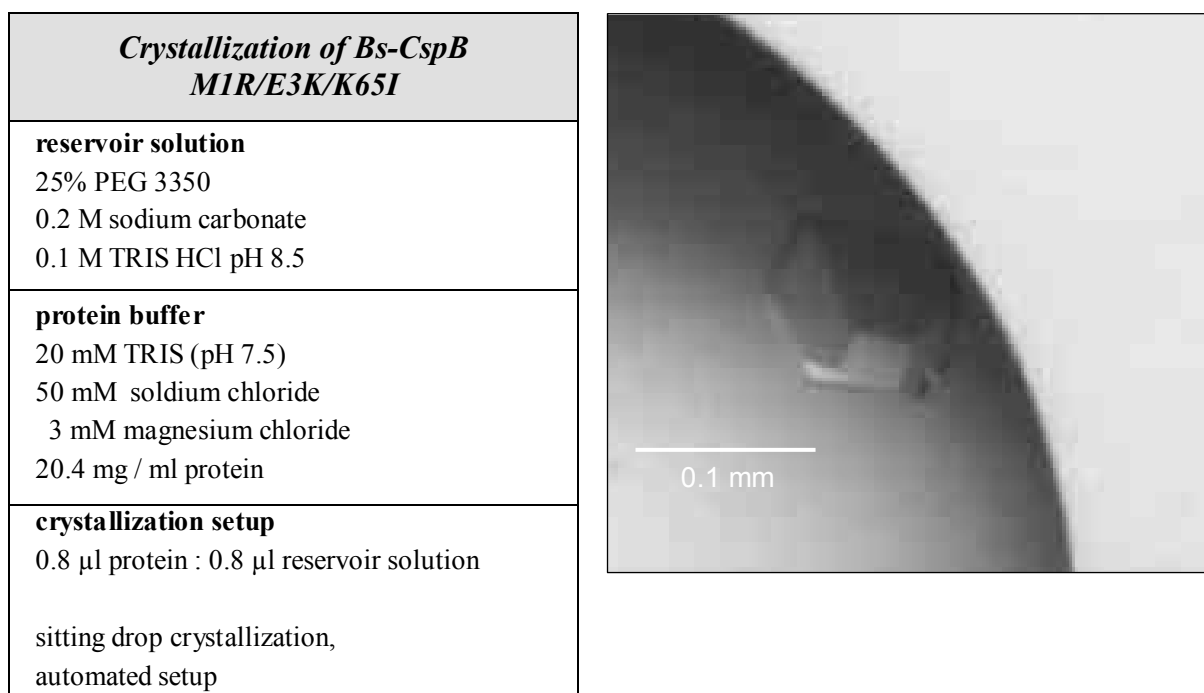 Crystallization of Bs-CspB
M1R/E3K/K65I
reservoir solution
25% PEG 3350
0.2 M sodium carbonate
0.1 M TRIS HCl pH 8.5
protein buffer
20 mM TRIS (pH 7.5)
50 mM soldium chloride
3 mM magnesium chloride
20.4 mg / ml protein
crystallization setup
0.8 µl protein : 0.8 µl reservoir solution
sitting drop crystallization,
automated setup
0.1 mm